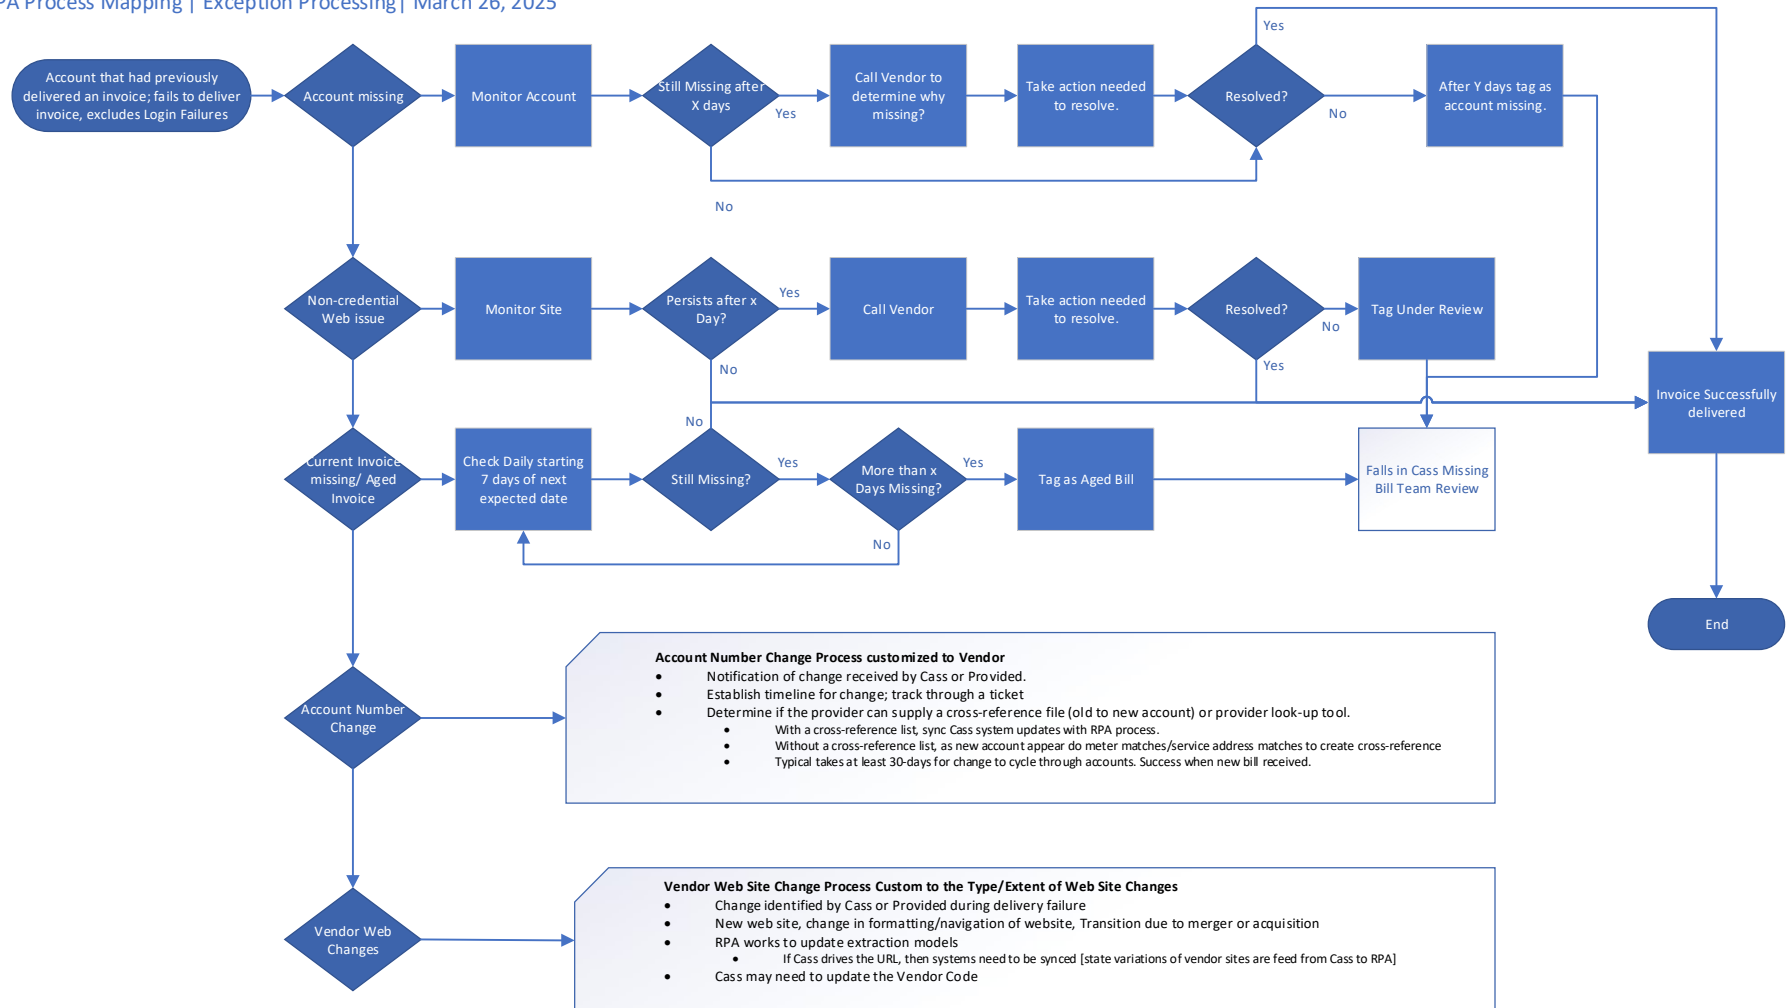 PA Process Mapping | Exception Processing| March 26, 2025
Yes
Account that had previously
delivered an invoice; fails to deliver
invoice, excludes Login Failures
Account missing
Monitor Account
Still Missing after
X days
Yes
Call Vendor to
determine why
missing?
Take action needed
to resolve.
Resolved?
No
After Y days tag as
account missing.
No
Non-credential
Web issue
Monitor Site
Persists after x
Day?
Yes
Call Vendor
Take action needed
to resolve.
Resolved?
No
Tag Under Review
No
Yes
Invoice Successfully
delivered
No
Current Invoice
missing/ Aged
Invoice
Check Daily starting
7 days of next
expected date
Still Missing?
Yes
More than x
Days Missing?
Yes
Tag as Aged Bill
Falls in Cass Missing
Bill Team Review
No
End
Account Number
Change
Account Number Change Process customized to Vendor
• Notification of change received by Cass or Provided.
• Establish timeline for change; track through a ticket
• Determine if the provider can supply a cross-reference file (old to new account) or provider look-up tool.
• With a cross-reference list, sync Cass system updates with RPA process.
• Without a cross-reference list, as new account appear do meter matches/service address matches to create cross-reference
• Typical takes at least 30-days for change to cycle through accounts. Success when new bill received.
Vendor Web
Changes
Vendor Web Site Change Process Custom to the Type/Extent of Web Site Changes
• Change identified by Cass or Provided during delivery failure
• New web site, change in formatting/navigation of website, Transition due to merger or acquisition
• RPA works to update extraction models
• If Cass drives the URL, then systems need to be synced [state variations of vendor sites are feed from Cass to RPA]
• Cass may need to update the Vendor Code